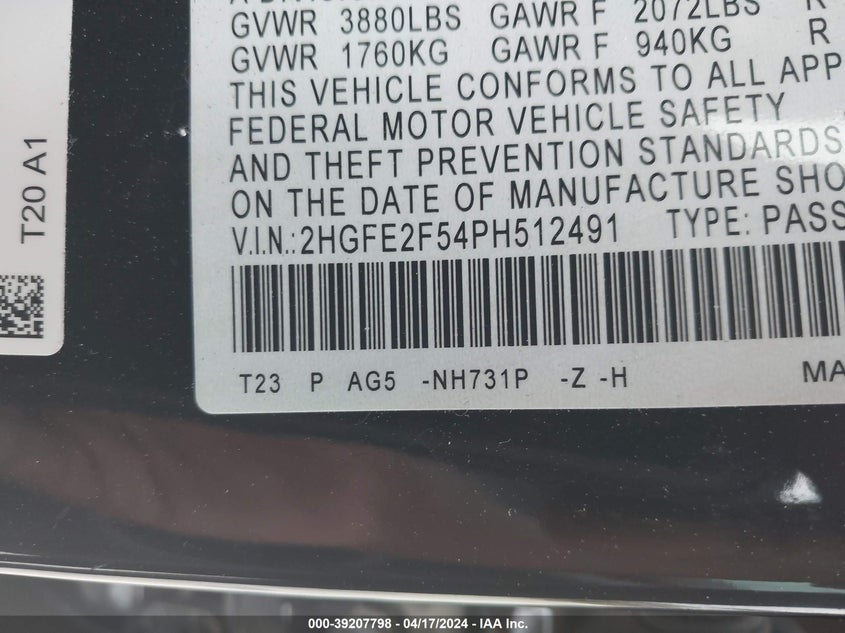 GVWR 3880LBS GAWR F 2072LBS R
GVWR 1760KG GAWR F 940KG R
THIS VEHICLE CONFORMS TO ALL APP
FEDERAL MOTOR VEHICLE SAFETY
AND THEFT PREVENTION STANDARDS
ON THE DATE OF MANUFACTURE SHO
V.I.N.: 2HGFE2F54PH512491 TYPE: PASS
T23 P AG5 -NH731P -Z -H MA
T20 A1
000-39207798 - 04/17/2024 - IAA Inc.